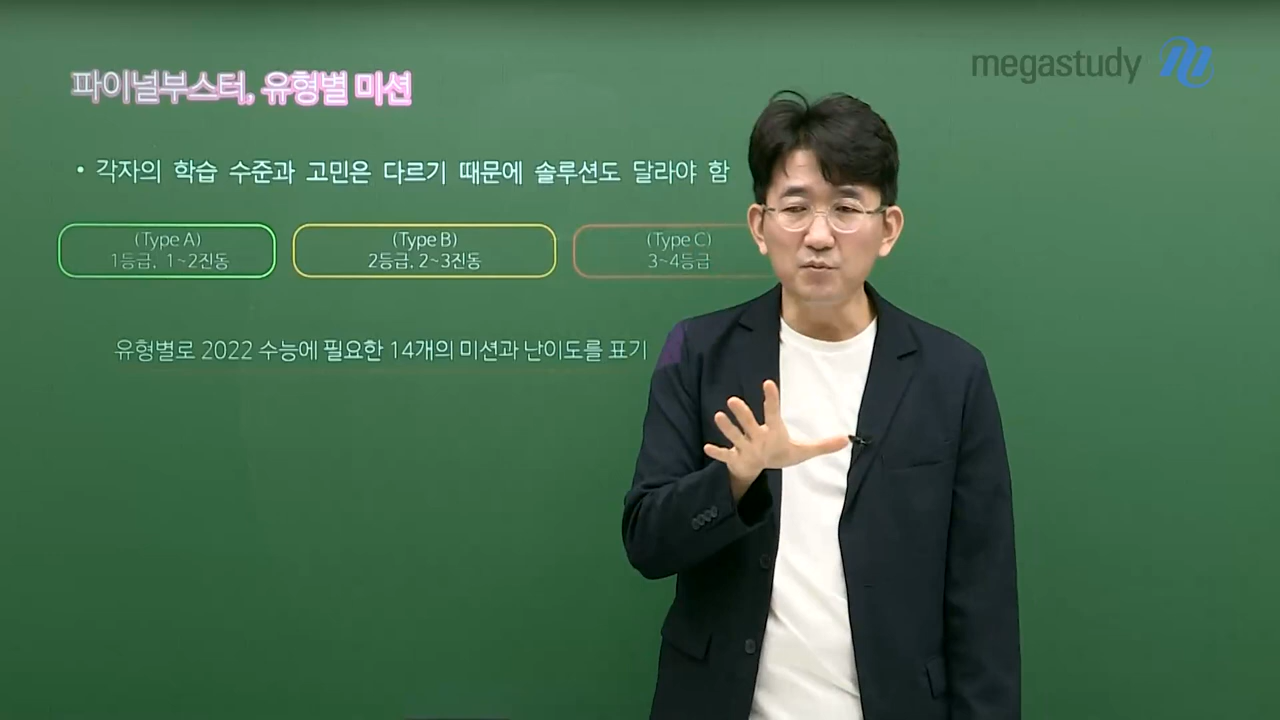 megastudy
파이널부스터, 유형별 미션
• 각자의 학습 수준과 고민은 다르기 때문에 솔루션도 달라야 함
(Type A)
1등급, 1~2진동
(Type B)
2등급, 2~3진동
(Type C)
3~4등급
유형별로 2022 수능에 필요한 14개의 미션과 난이도를 표기